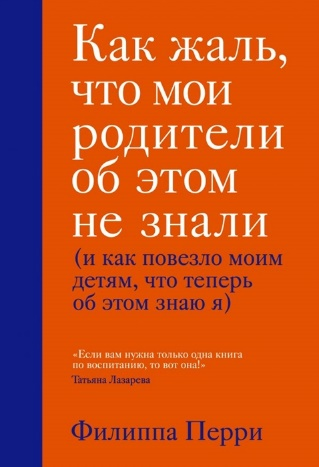 Как жаль,
что мои
родители
об этом
не знали
(и как повезло моим
детям, что теперь
об этом знаю я)
«Если вам нужна только одна книга
по воспитанию, то вот она!»
Татьяна Лазарева
Филиппа Перри